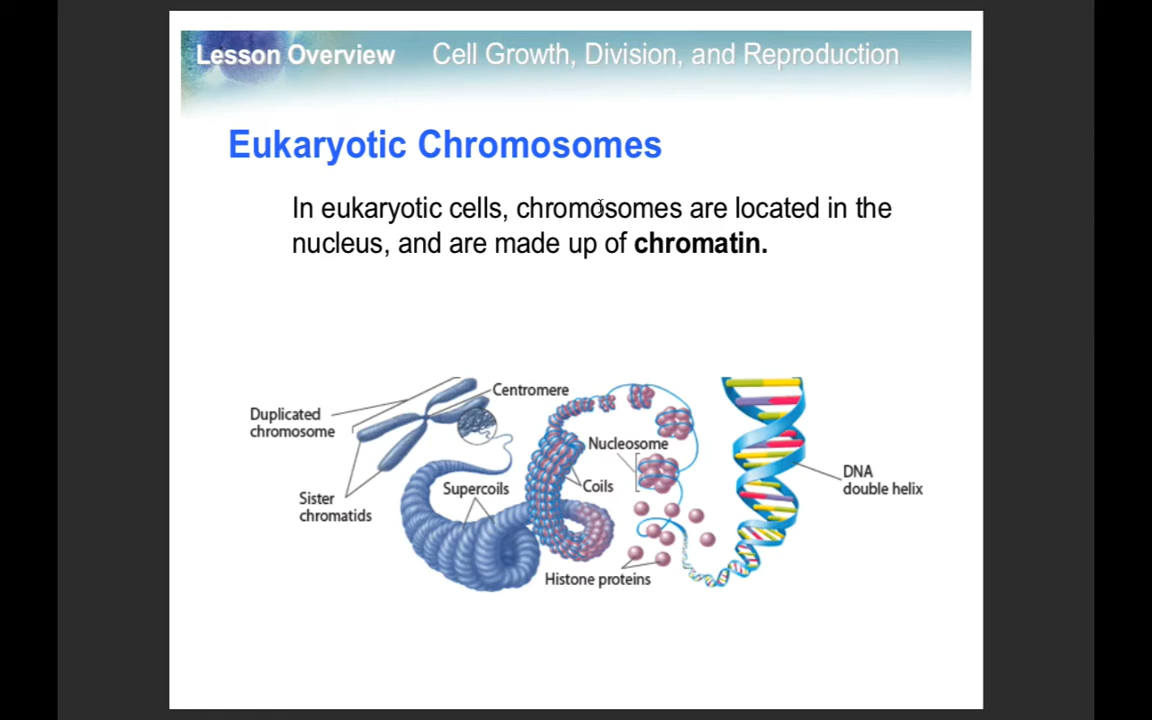 Lesson Overview Cell Growth, Division, and Reproduction
Eukaryotic Chromosomes
In eukaryotic cells, chromosomes are located in the
nucleus, and are made up of chromatin.
Centromere
Duplicated
chromosome
Nucleosome
Sister
chromatids
Supercoils
Coils
DNA
double helix
Histone proteins